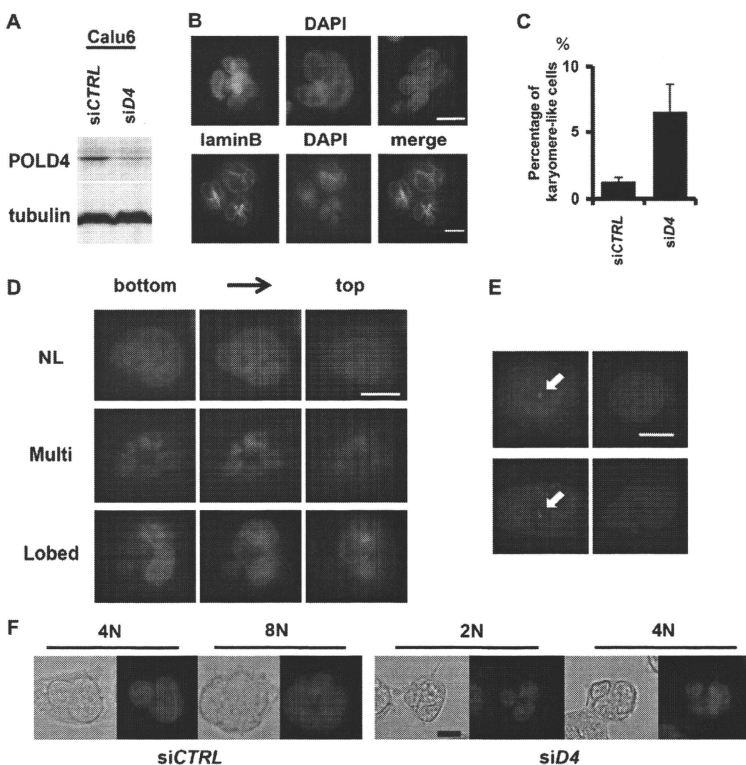 A
Calu6
siCTRL
siD4
POLD4
tubulin
B
DAPI
laminB DAPI merge
C
%
10
5
0
Percentage of
karyomere-like cells
siCTRL
siD4
D
bottom → top
NL
Multi
Lobed
E
F
4N 8N 2N 4N
siCTRL siD4